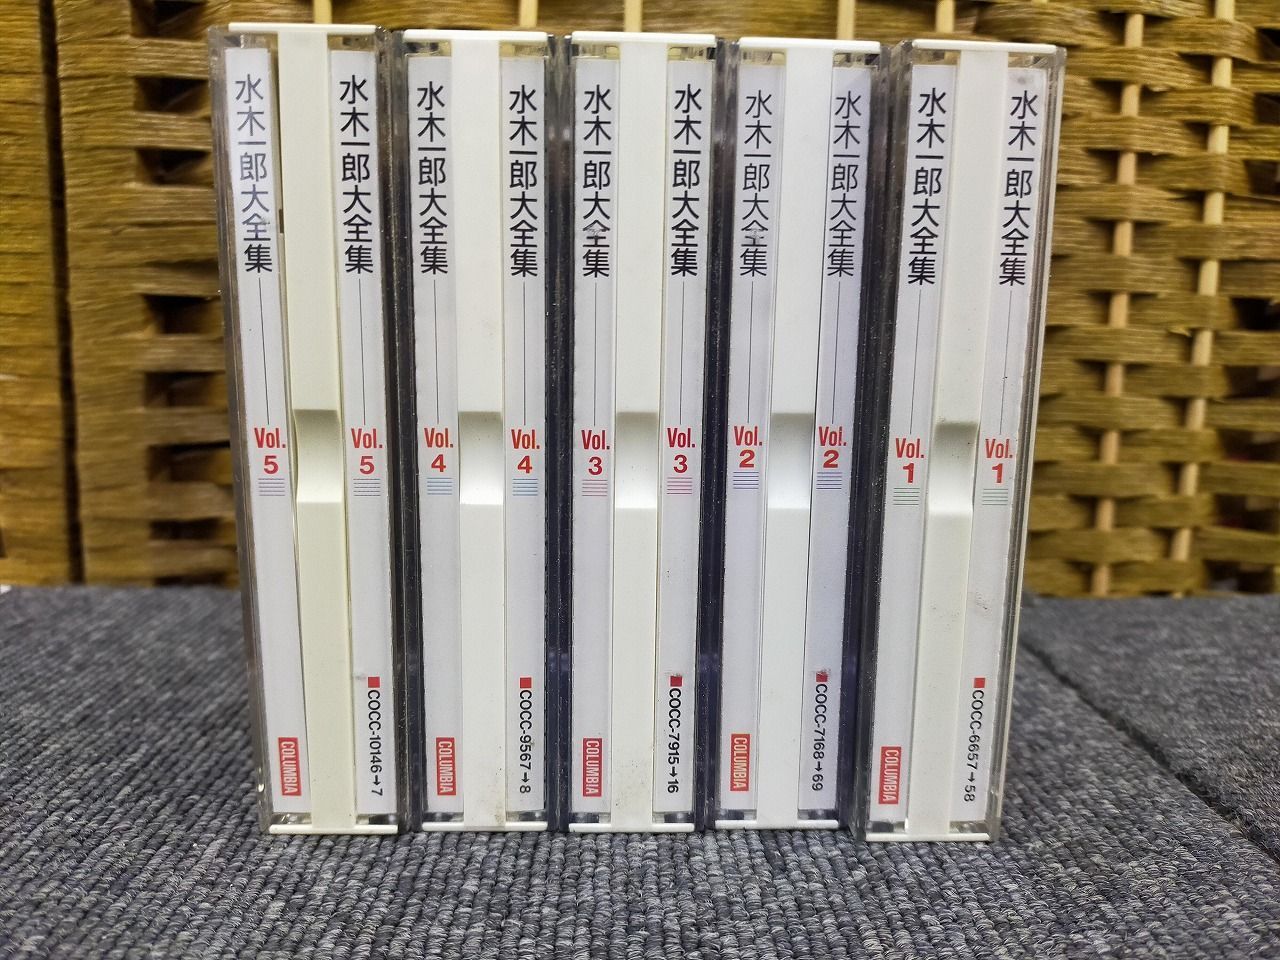 水木一郎大全集 Vol. 5 COLUMBIA
水木一郎大全集 Vol. 5 ■COCC-10146→7
水木一郎大全集 Vol. 4 COLUMBIA
水木一郎大全集 Vol. 4 ■COCC-9567→8
水木一郎大全集 Vol. 3 COLUMBIA
水木一郎大全集 Vol. 3 ■COCC-7915→16
水木一郎大全集 Vol. 2 COLUMBIA
水木一郎大全集 Vol. 2 ■COCC-7168→69
水木一郎大全集 Vol. 1 COLUMBIA
水木一郎大全集 Vol. 1 ■COCC-6657→58